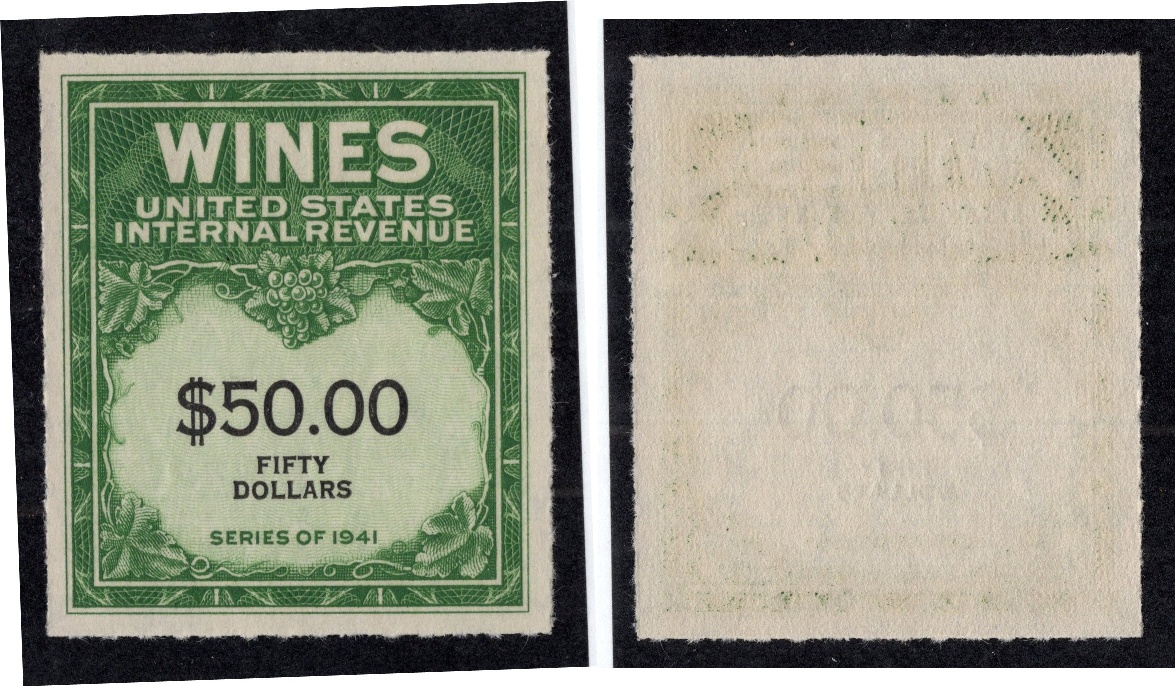 WINES
UNITED STATES
INTERNAL REVENUE
$50.00
FIFTY
DOLLARS
SERIES OF 1941